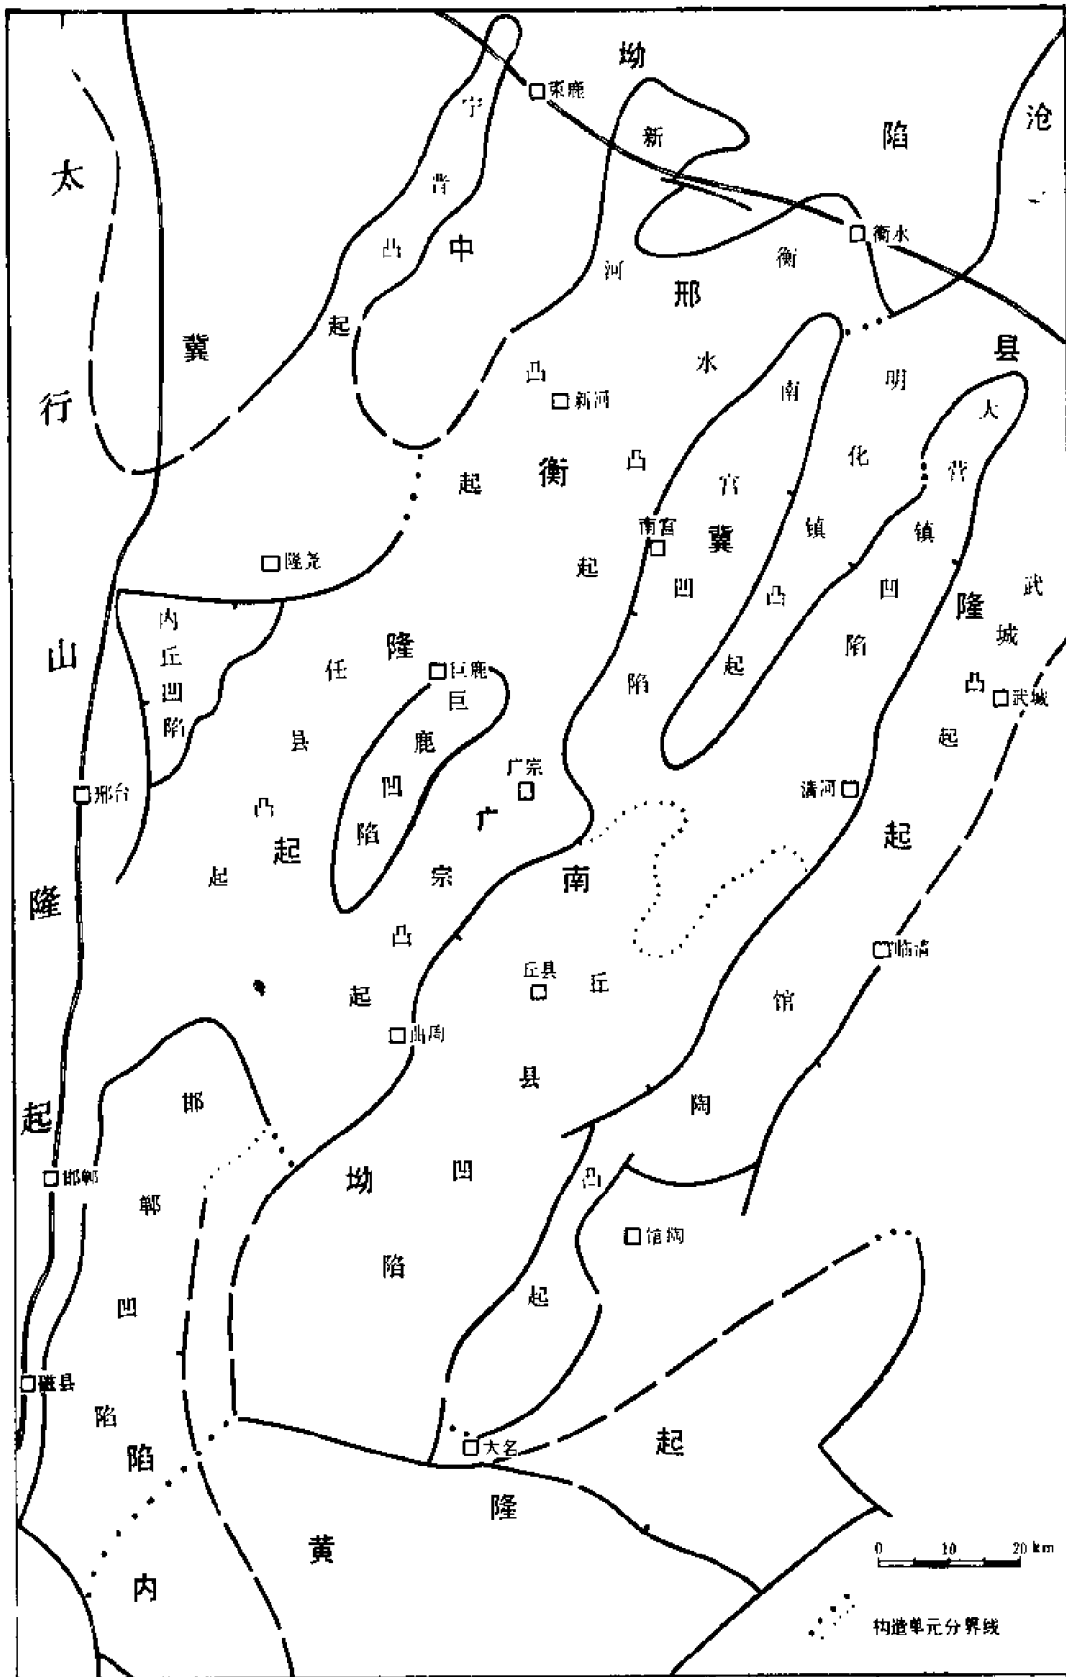 太行山隆起
冀中坳陷
沧县隆起
邢衡隆起
冀南坳陷
内黄隆起
宁晋凸起
束鹿
新河凸起
衡水
衡水凸起
新河
南宫凹陷
南宫
明化镇凸起
大营镇凹陷
武城凸起
武城
隆尧
内丘凹陷
任县凸起
巨鹿
巨鹿凹陷
广宗
广宗凸起
清河
邢台
临清
丘县
丘县凹陷
曲周
馆陶凸起
馆陶
邯郸
邯郸凹陷
磁县
大名
0 10 20 km
构造单元分界线